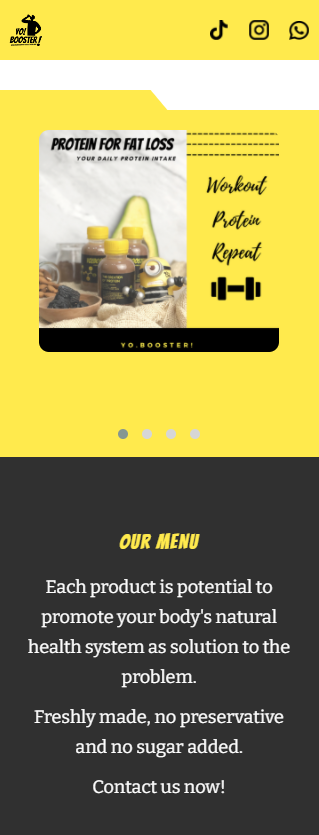 YO!
BOOSTER!
PROTEIN FOR FAT LOSS
YOUR DAILY PROTEIN INTAKE
Workout
Protein
Repeat
YO.BOOSTER!
OUR MENU
Each product is potential to
promote your body's natural
health system as solution to the
problem.
Freshly made, no preservative
and no sugar added.
Contact us now!